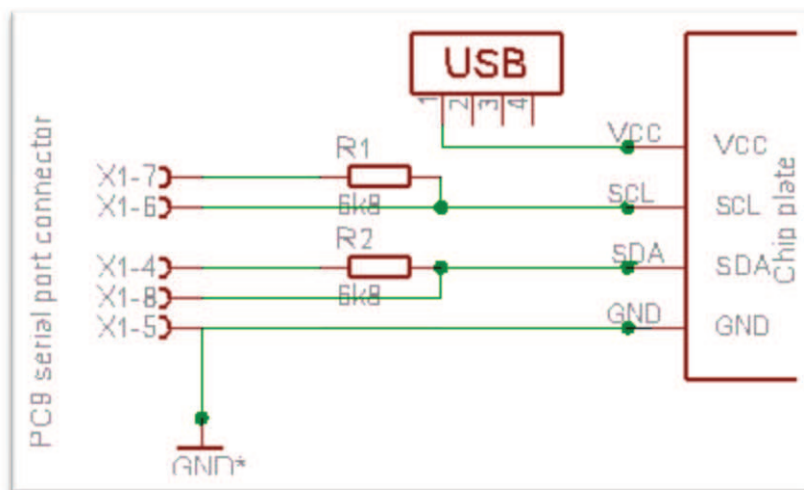 USB
1 2 3 4
VCC
VCC
R1
X1-7
X1-6
6k8
SCL
SCL
R2
X1-4
SDA
SDA
X1-8
6k8
X1-5
GND
GND
GND*
PC9 serial port connector
Chip plate